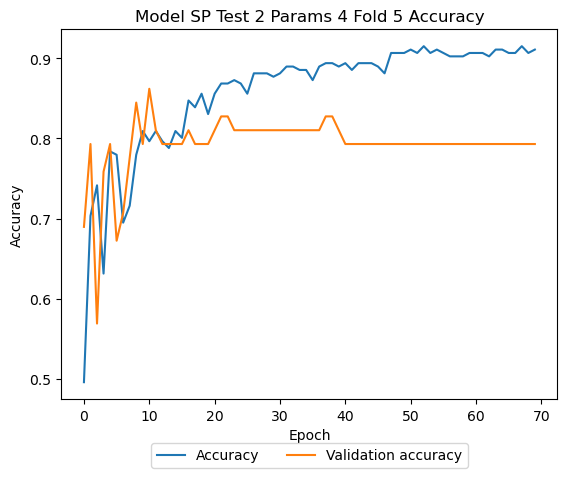 Model SP Test 2 Params 4 Fold 5 Accuracy
0.9
0.8
0.7
0.6
0.5
Accuracy
0 10 20 30 40 50 60 70
Epoch
Accuracy Validation accuracy